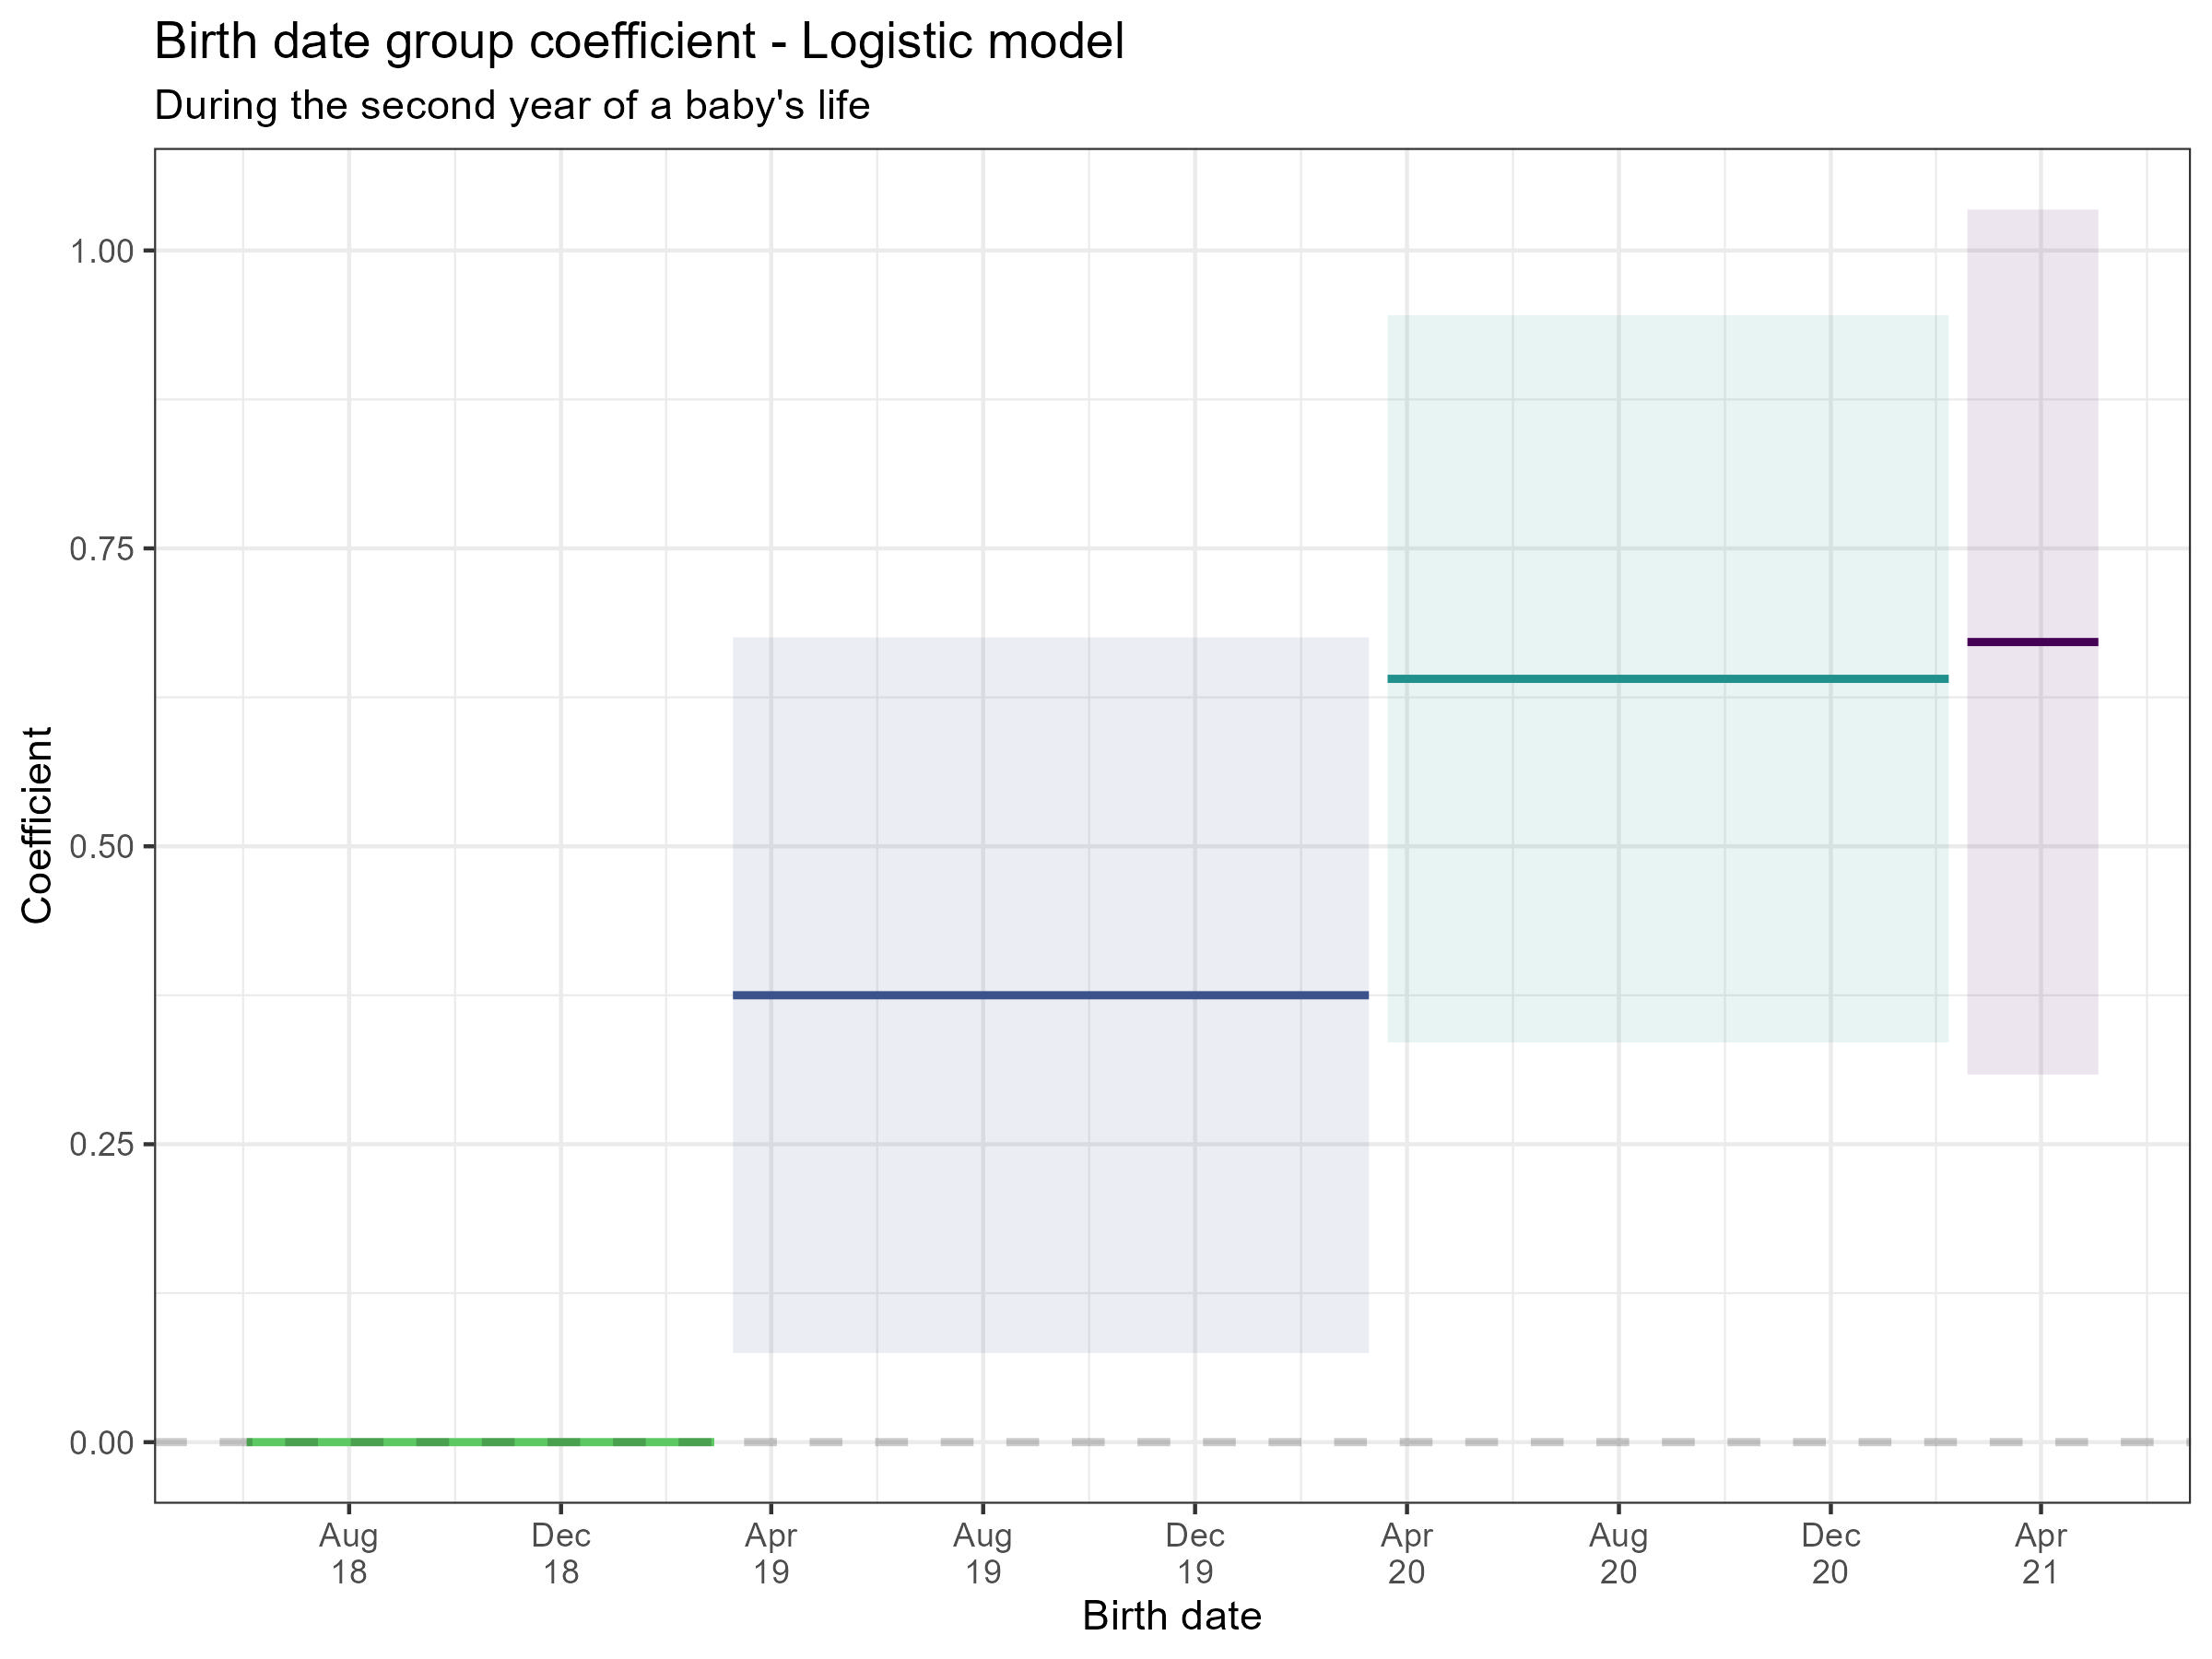 Birth date group coefficient - Logistic model
During the second year of a baby's life
Coefficient
1.00
0.75
0.50
0.25
0.00
Aug Dec Apr Aug Dec Apr Aug Dec Apr
18 18 19 19 19 20 20 20 21
Birth date